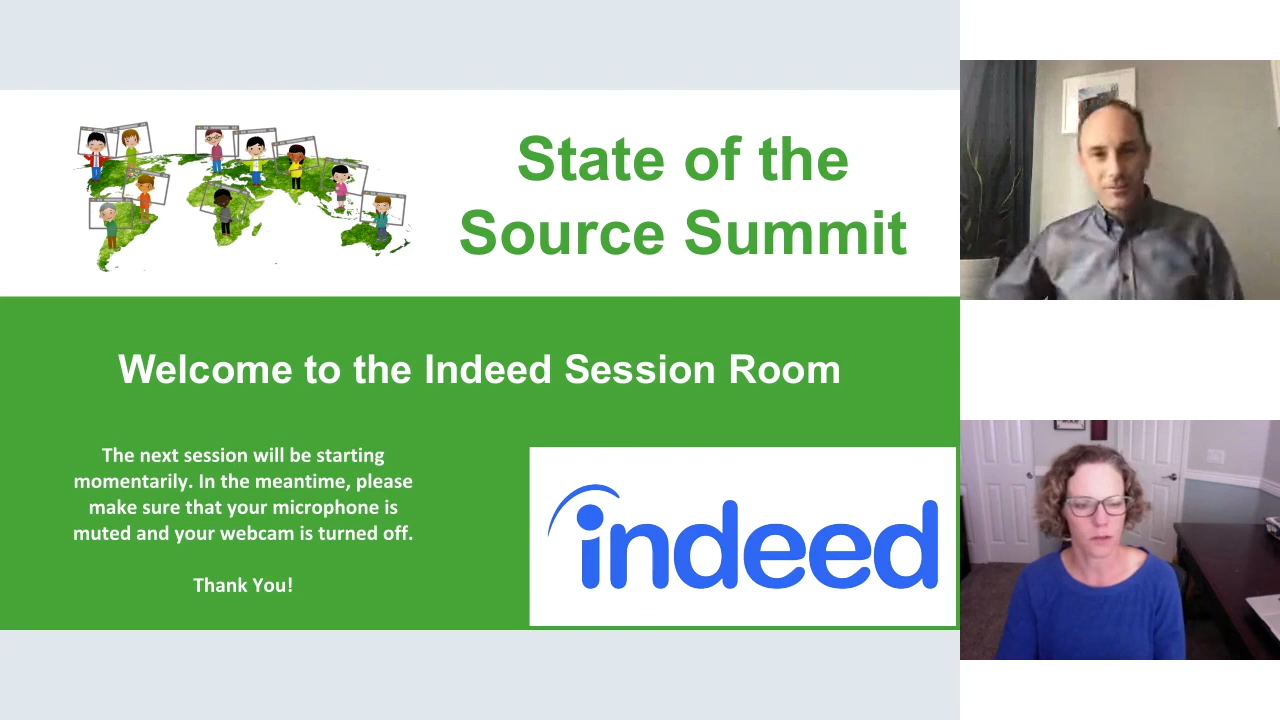 State of the
Source Summit
Welcome to the Indeed Session Room
The next session will be starting
momentarily. In the meantime, please
make sure that your microphone is
muted and your webcam is turned off.
Thank You!
indeed